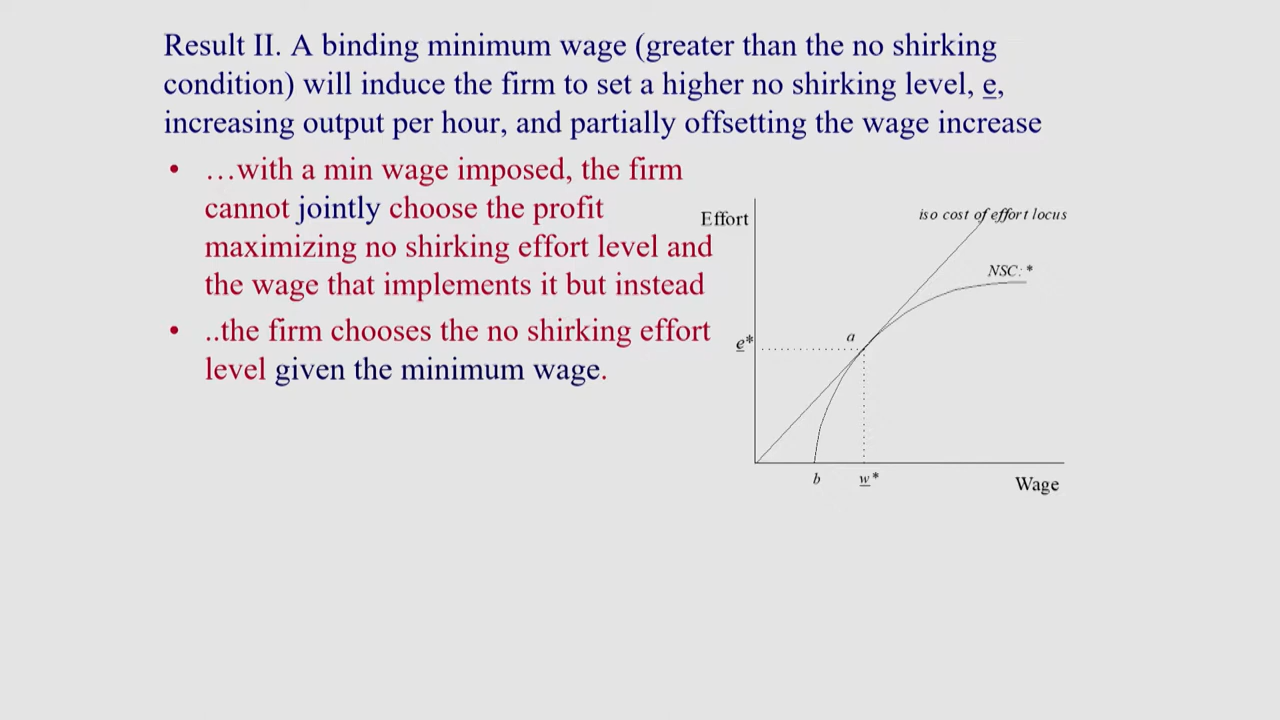 Result II. A binding minimum wage (greater than the no shirking
condition) will induce the firm to set a higher no shirking level, e,
increasing output per hour, and partially offsetting the wage increase
• …with a min wage imposed, the firm
cannot jointly choose the profit
maximizing no shirking effort level and
the wage that implements it but instead
• ..the firm chooses the no shirking effort
level given the minimum wage.
Effort
iso cost of effort locus
NSC: *
a
e*
b
w*
Wage